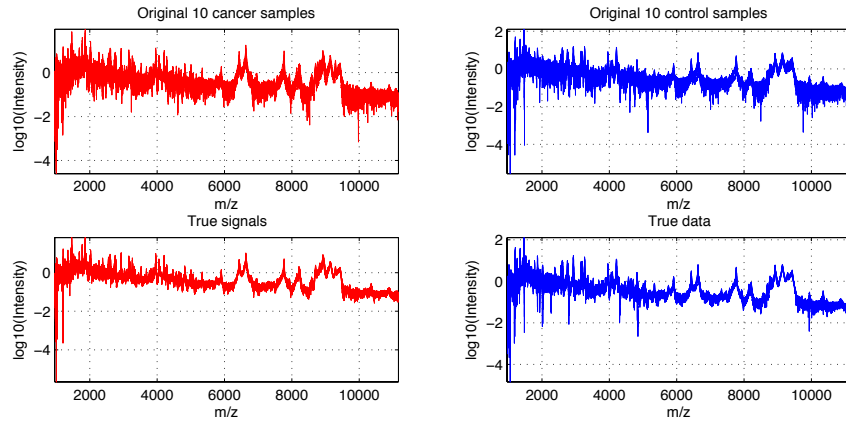 Original 10 cancer samples
log10(Intensity)
0
−2
−4
2000 4000 6000 8000 10000
m/z
Original 10 control samples
log10(Intensity)
2
0
−2
−4
2000 4000 6000 8000 10000
m/z
True signals
log10(Intensity)
0
−2
−4
2000 4000 6000 8000 10000
m/z
True data
log10(Intensity)
2
0
−2
−4
2000 4000 6000 8000 10000
m/z